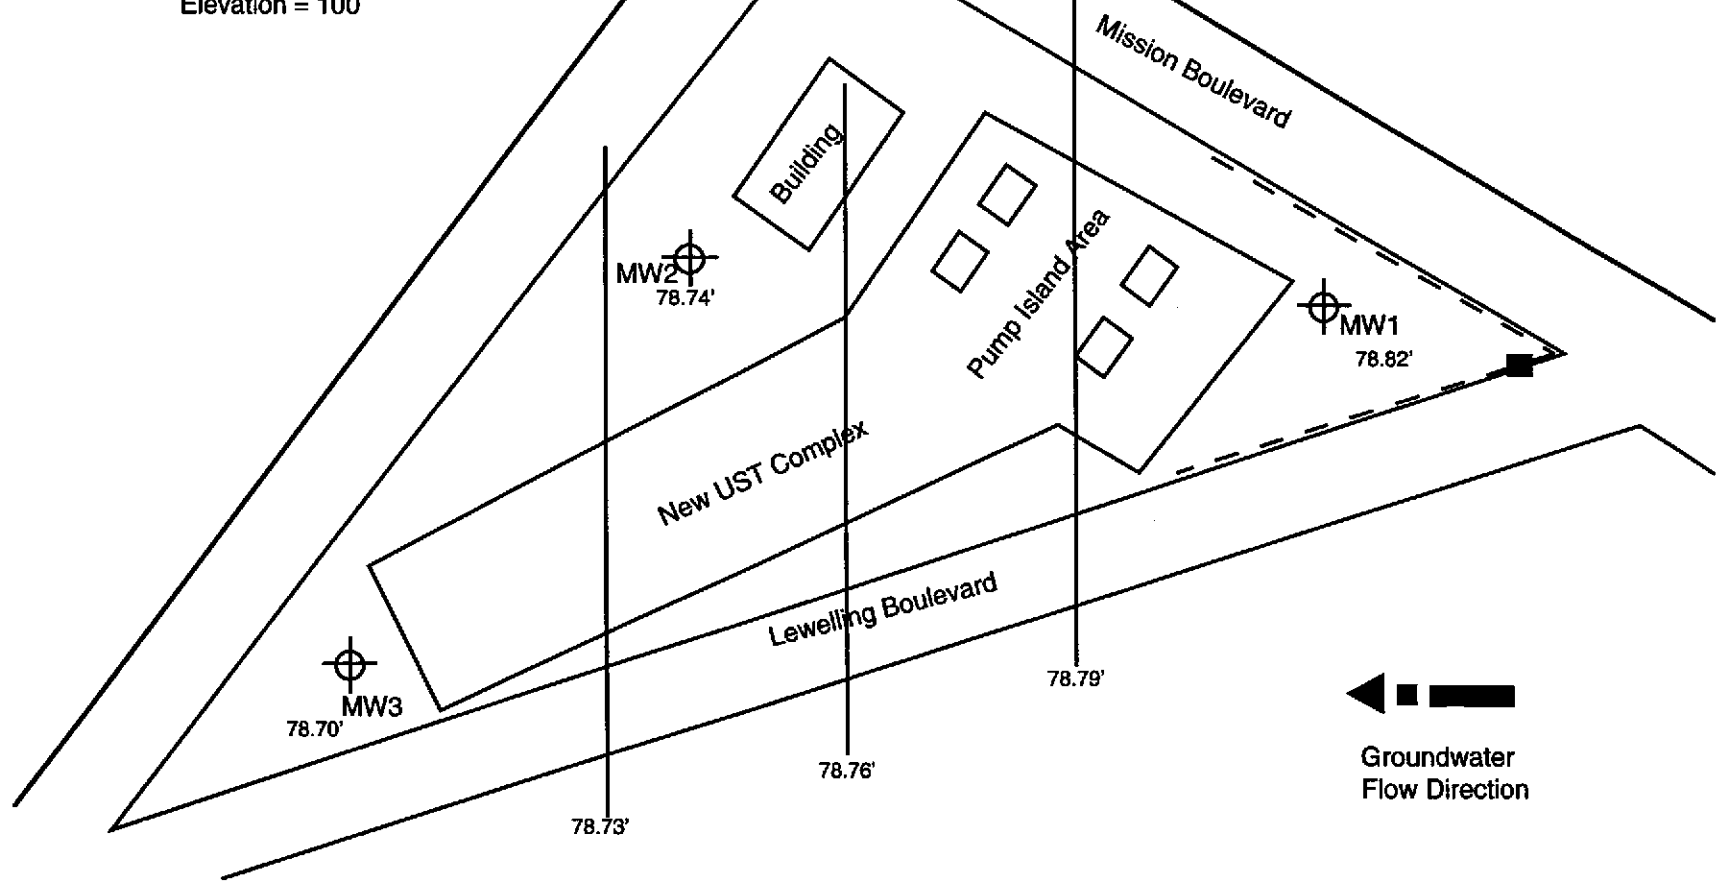 Elevation = 100
Mission Boulevard
Building
MW2
78.74'
Pump Island Area
MW1
78.82'
New UST Complex
Lewelling Boulevard
MW3
78.70'
78.79'
78.76'
78.73'
Groundwater
Flow Direction